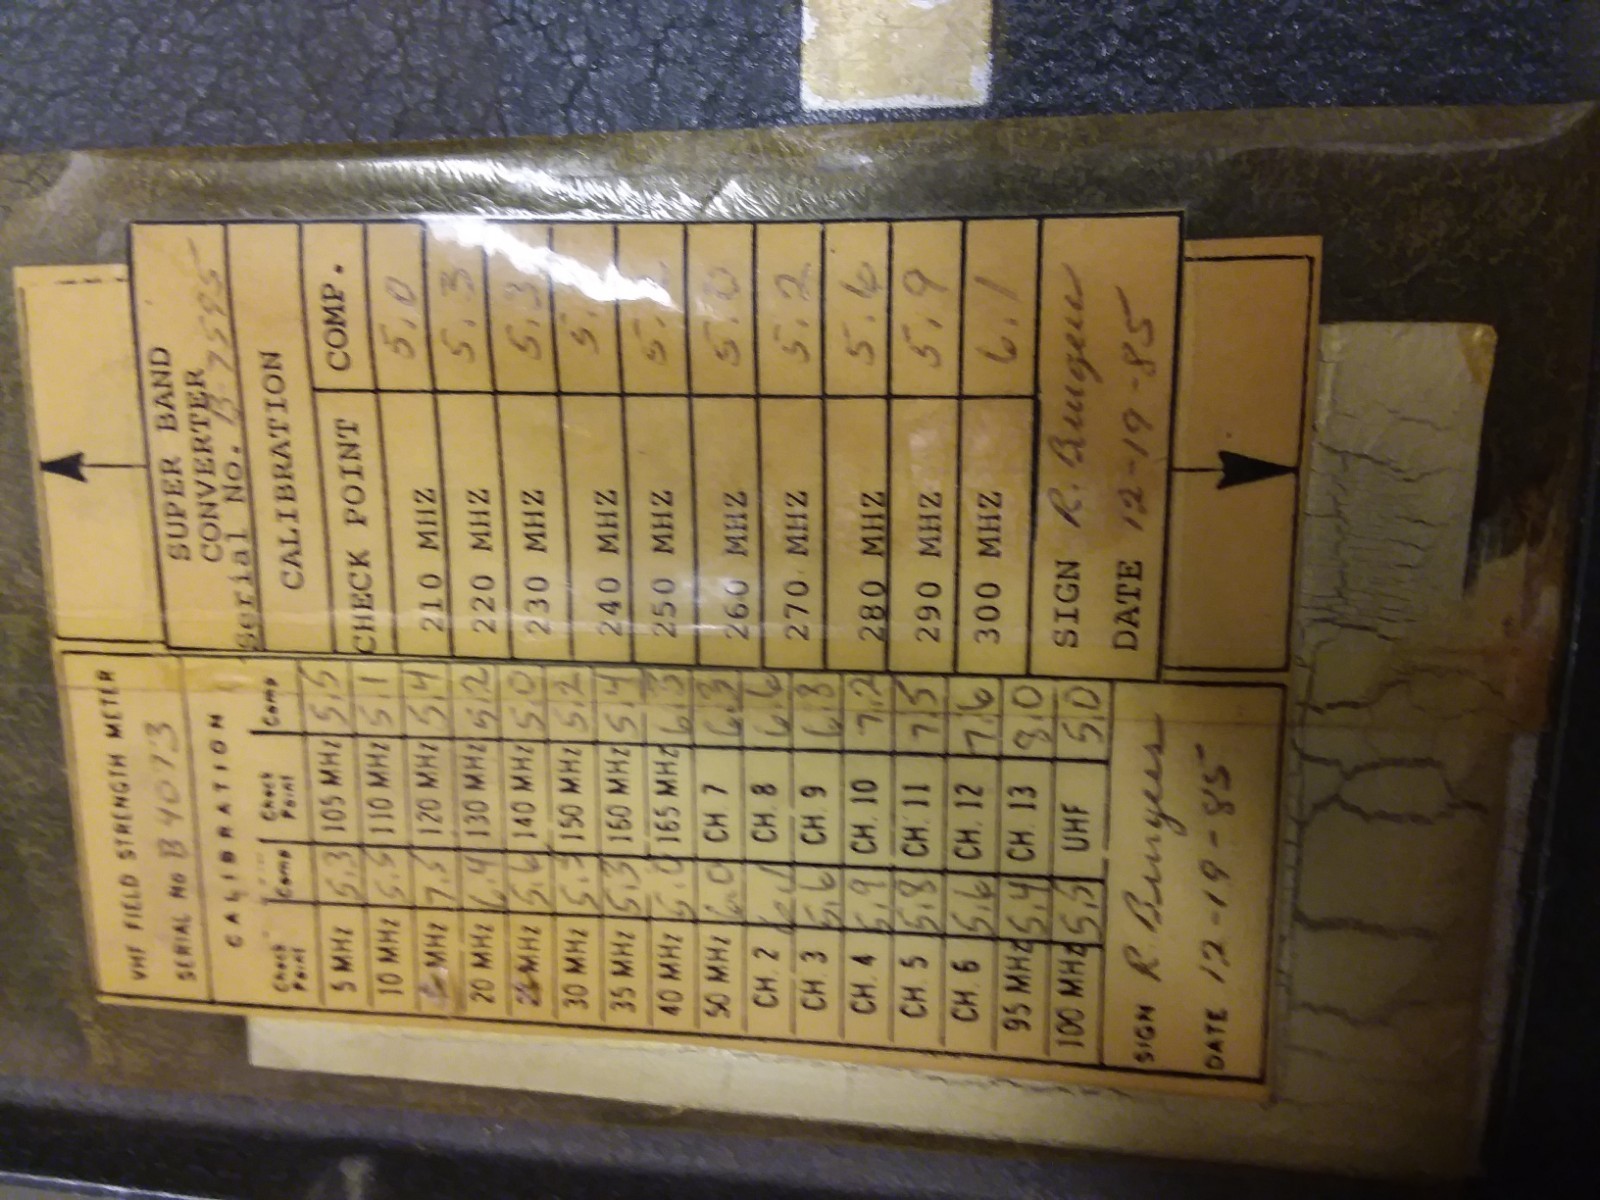 VHF FIELD STRENGTH METER
SERIAL NO B 4073
CALIBRATION
Check Point Comp Check Point Comp
5 MHz 5.3 105 MHz 5.5
10 MHz 5.5 110 MHz 5.1
MHz 7.5 120 MHz 5.4
20 MHz 6.4 130 MHz 5.2
MHz 5.6 140 MHz 5.0
30 MHz 5.3 150 MHz 5.2
35 MHz 5.3 160 MHz 5.4
40 MHz 5.0 165 MHz 6.3
50 MHz 6.0 CH. 7 6.3
CH. 2 CH. 8 6.6
CH. 3 5.6 CH. 9 6.8
CH. 4 5.9 CH. 10 7.2
CH. 5 5.8 CH. 11 7.5
CH. 6 5.6 CH. 12 7.6
95 MHz 5.4 CH. 13 8.0
100 MHz 5.5 UHF 5.0
SIGN R.
DATE 12-19-85
SUPER BAND
CONVERTER
Serial No. B-7585
CALIBRATION
CHECK POINT COMP.
210 MHZ 5.0
220 MHZ 5.3
230 MHZ 5.3
240 MHZ
250 MHZ
260 MHZ 5.0
270 MHZ 5.2
280 MHZ 5.6
290 MHZ 5.9
300 MHZ 6.1
SIGN R.
DATE 12-19-85